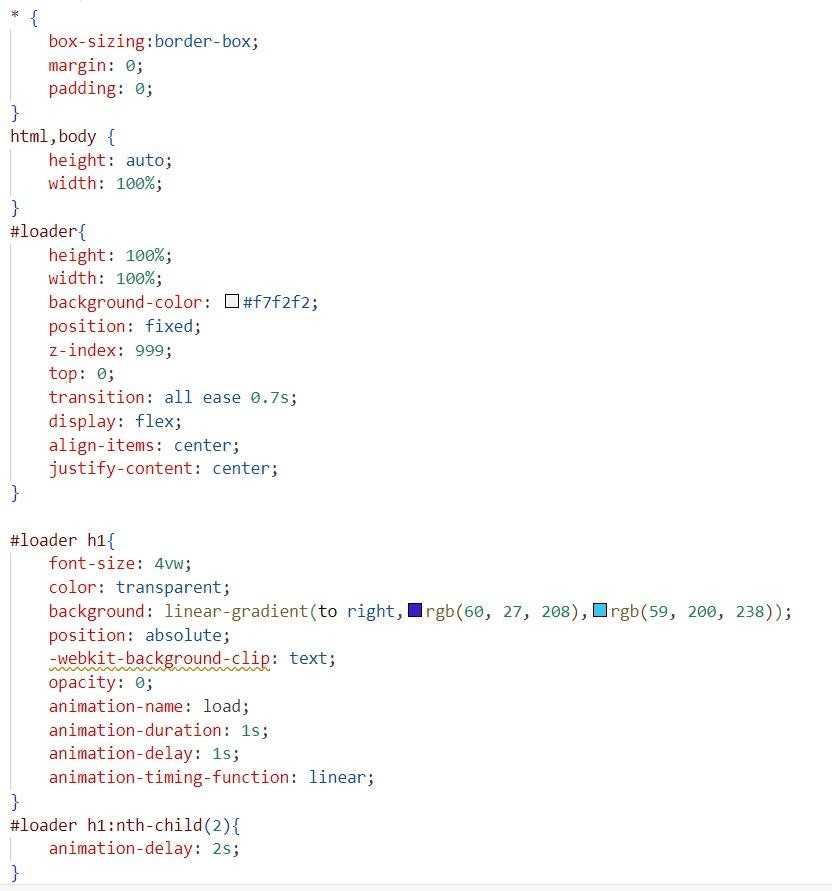 * {
    box-sizing:border-box;
    margin: 0;
    padding: 0;
}
html,body {
    height: auto;
    width: 100%;
}
#loader{
    height: 100%;
    width: 100%;
    background-color: #f7f2f2;
    position: fixed;
    z-index: 999;
    top: 0;
    transition: all ease 0.7s;
    display: flex;
    align-items: center;
    justify-content: center;
}

#loader h1{
    font-size: 4vw;
    color: transparent;
    background: linear-gradient(to right,rgb(60, 27, 208),rgb(59, 200, 238));
    position: absolute;
    -webkit-background-clip: text;
    opacity: 0;
    animation-name: load;
    animation-duration: 1s;
    animation-delay: 1s;
    animation-timing-function: linear;
}
#loader h1:nth-child(2){
    animation-delay: 2s;
}